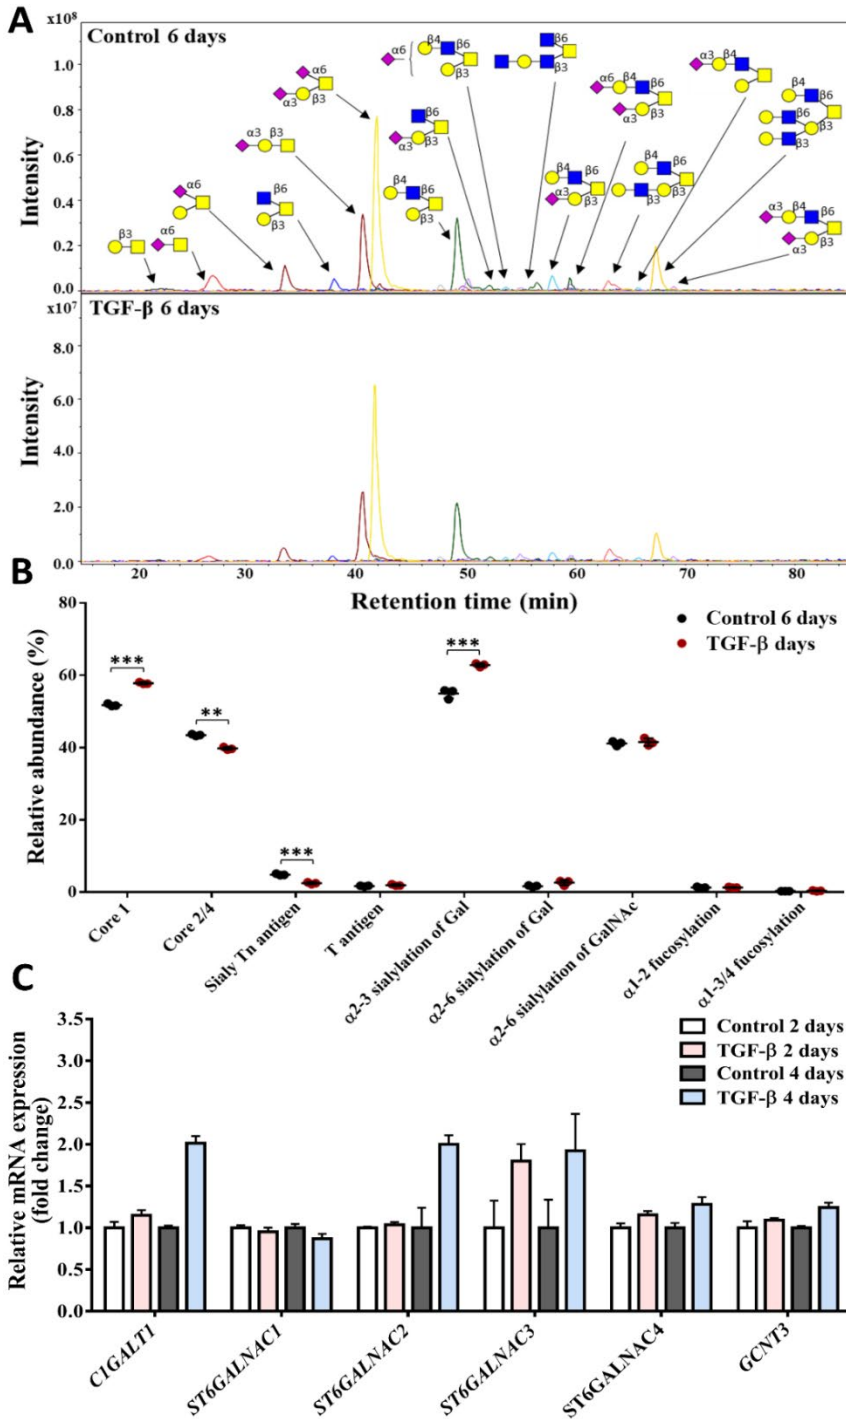 A
x10⁸
Control 6 days
1.0
0.8
0.6
0.4
0.2
0.0
Intensity
β3
α6
α6
β6
β3
α3 β3
α6
α3 β3
β4 β6
β3
β6
α3 β3
α6
β4 β6
β3
β6
β3
β4 β6
α3 β3
α6 β4 β6
α3 β3
β4 β6
β3 β3
α3 β4
β4
β6 β6
β3
α3 β4 β6
α3 β3
x10⁷
TGF-β 6 days
8.0
6.0
4.0
2.0
0.0
Intensity
20 30 40 50 60 70 80
Retention time (min)
B
Control 6 days
TGF-β days
80
60
40
20
0
Relative abundance (%)
***
**
***
***
Core 1
Core 2/4
Sialy Tn antigen
T antigen
α2-3 sialylation of Gal
α2-6 sialylation of Gal
α2-6 sialylation of GalNAc
α1-2 fucosylation
α1-3/4 fucosylation
C
3.5
3.0
2.5
2.0
1.5
1.0
0.5
0.0
Relative mRNA expression
(fold change)
Control 2 days
TGF-β 2 days
Control 4 days
TGF-β 4 days
C1GALT1
ST6GALNAC1
ST6GALNAC2
ST6GALNAC3
ST6GALNAC4
GCNT3